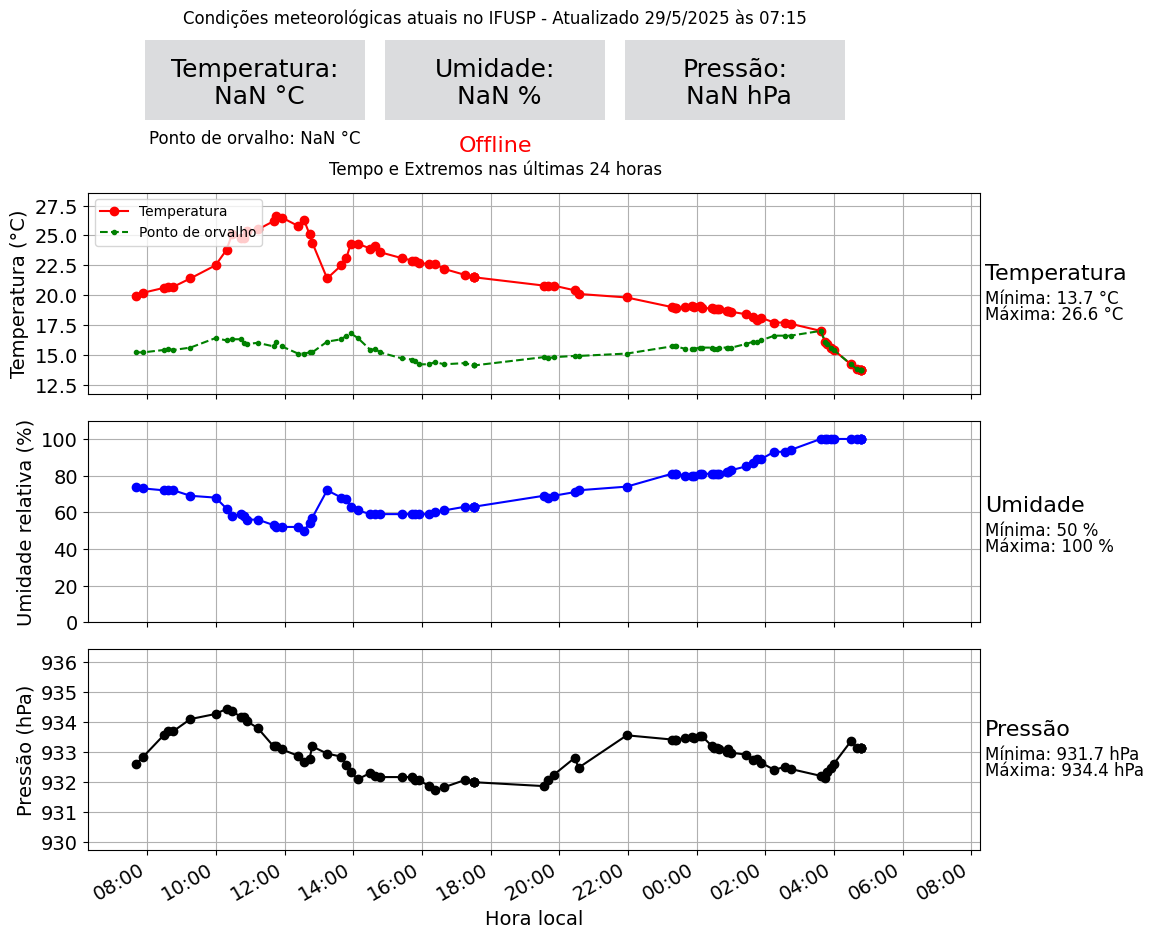 Condições meteorológicas atuais no IFUSP - Atualizado 29/5/2025 às 07:15
Temperatura:
NaN °C
Umidade:
NaN %
Pressão:
NaN hPa
Ponto de orvalho: NaN °C
Offline
Tempo e Extremos nas últimas 24 horas
Temperatura (°C)
27.5
25.0
22.5
20.0
17.5
15.0
12.5
Temperatura
Ponto de orvalho
Temperatura
Mínima: 13.7 °C
Máxima: 26.6 °C
Umidade relativa (%)
100
80
60
40
20
0
Umidade
Mínima: 50 %
Máxima: 100 %
Pressão (hPa)
936
935
934
933
932
931
930
Pressão
Mínima: 931.7 hPa
Máxima: 934.4 hPa
08:00
10:00
12:00
14:00
16:00
18:00
20:00
22:00
00:00
02:00
04:00
06:00
08:00
Hora local